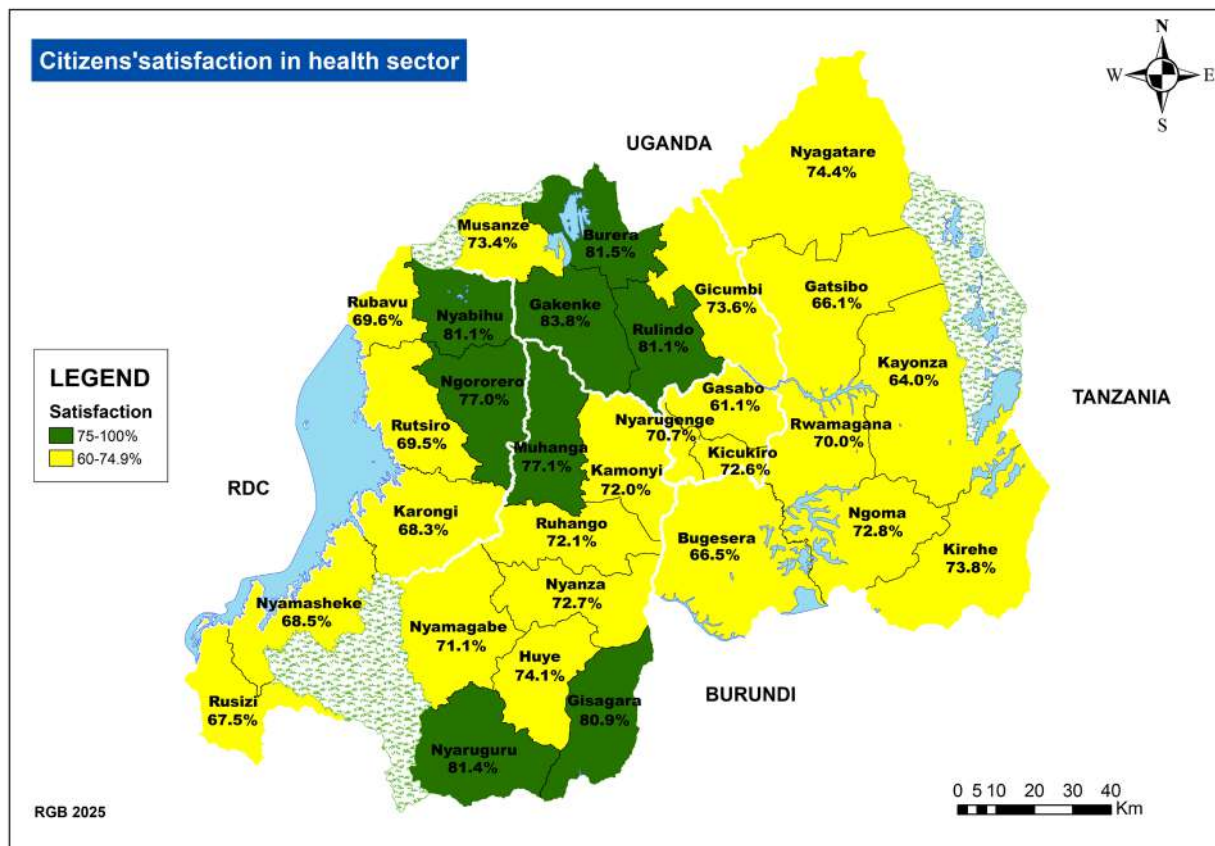 Citizens'satisfaction in health sector
N
W
E
S
UGANDA
Nyagatare
74.4%
Musanze
73.4%
Burera
81.5%
Gicumbi
73.6%
Gatsibo
66.1%
Rubavu
69.6%
Nyabihu
81.1%
Gakenke
83.8%
Rulindo
81.1%
Kayonza
64.0%
LEGEND
Satisfaction
75-100%
60-74.9%
Ngororero
77.0%
Gasabo
61.1%
TANZANIA
Rutsiro
69.5%
Muhanga
77.1%
Nyarugenge
70.7%
Rwamagana
70.0%
Kicukiro
72.6%
Kamonyi
72.0%
RDC
Karongi
68.3%
Ruhango
72.1%
Bugesera
66.5%
Ngoma
72.8%
Kirehe
73.8%
Nyamasheke
68.5%
Nyanza
72.7%
Nyamagabe
71.1%
Huye
74.1%
Rusizi
67.5%
Gisagara
80.9%
BURUNDI
Nyaruguru
81.4%
RGB 2025
0 5 10 20 30 40
Km